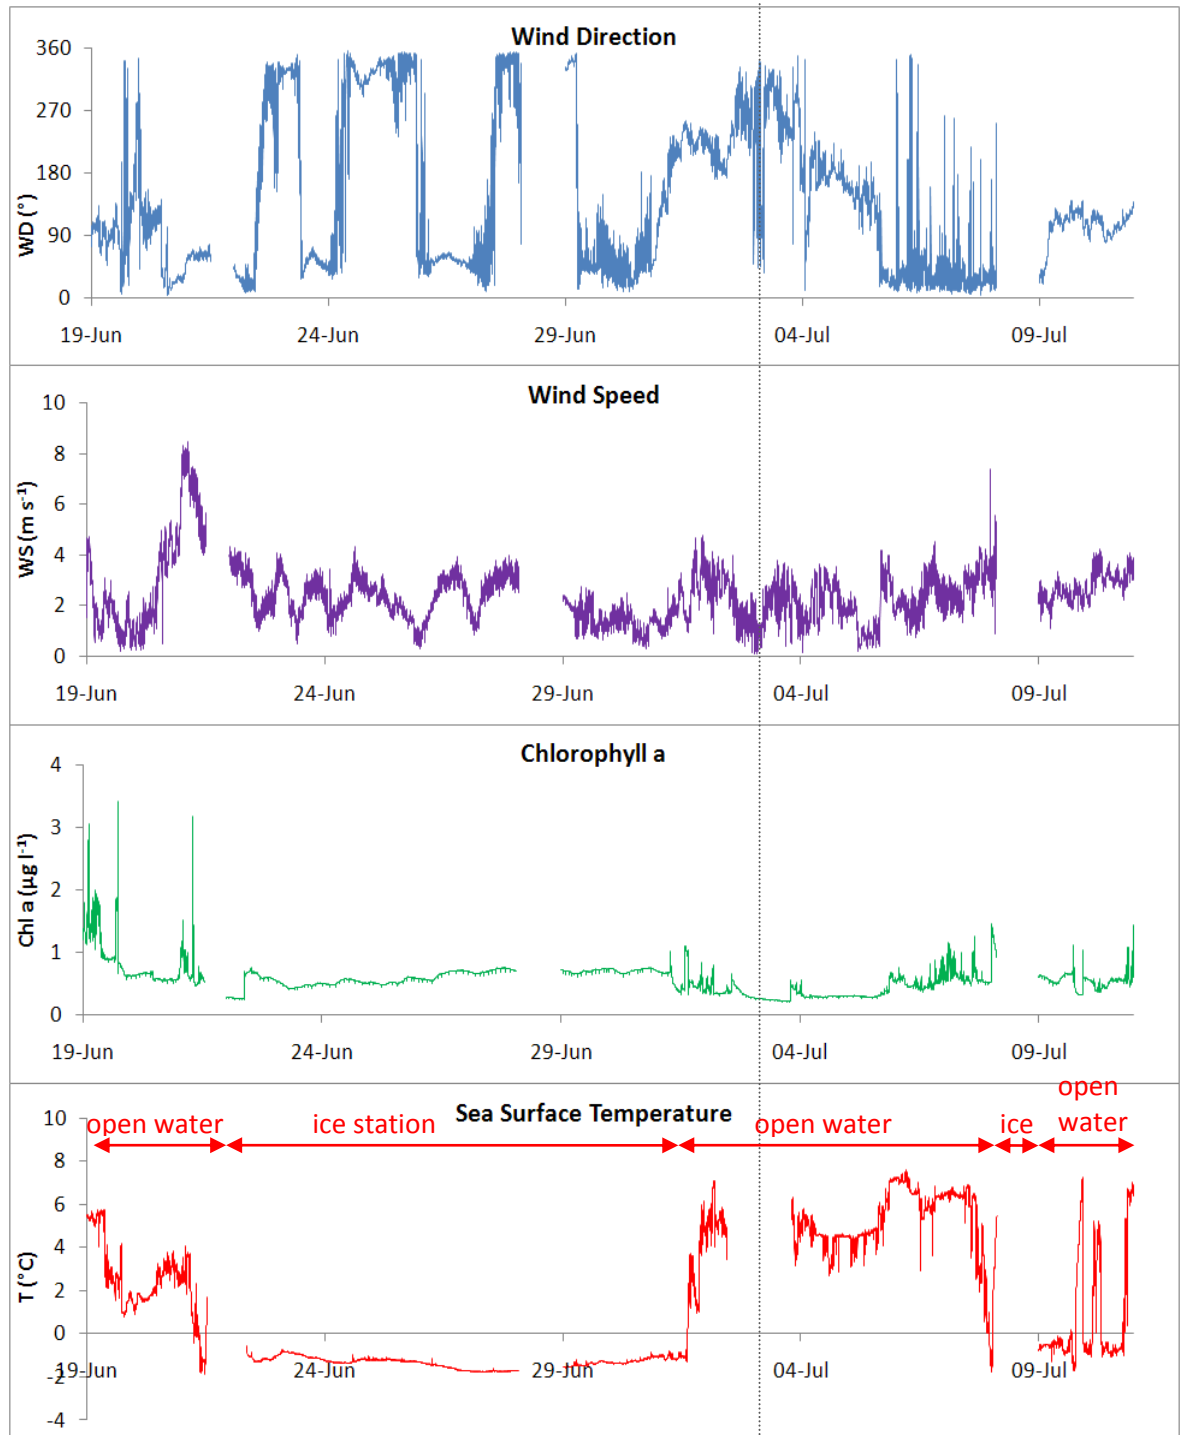 Wind Direction
WD (°)
360
270
180
90
0
19-Jun 24-Jun 29-Jun 04-Jul 09-Jul
Wind Speed
WS (m s⁻¹)
10
8
6
4
2
0
19-Jun 24-Jun 29-Jun 04-Jul 09-Jul
Chlorophyll a
Chl a (µg l⁻¹)
4
3
2
1
0
19-Jun 24-Jun 29-Jun 04-Jul 09-Jul
Sea Surface Temperature
open water ice station open water ice open water
T (°C)
10
8
6
4
2
0
-2
-4
19-Jun 24-Jun 29-Jun 04-Jul 09-Jul